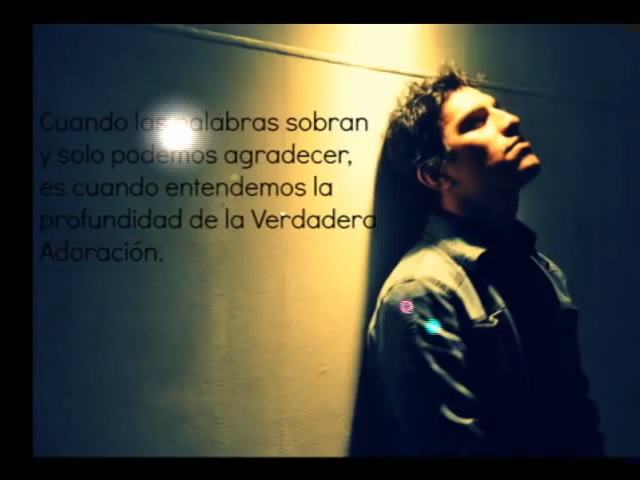 Cuando las palabras sobran
y solo podemos agradecer,
es cuando entendemos la
profundidad de la Verdadera
Adoración.